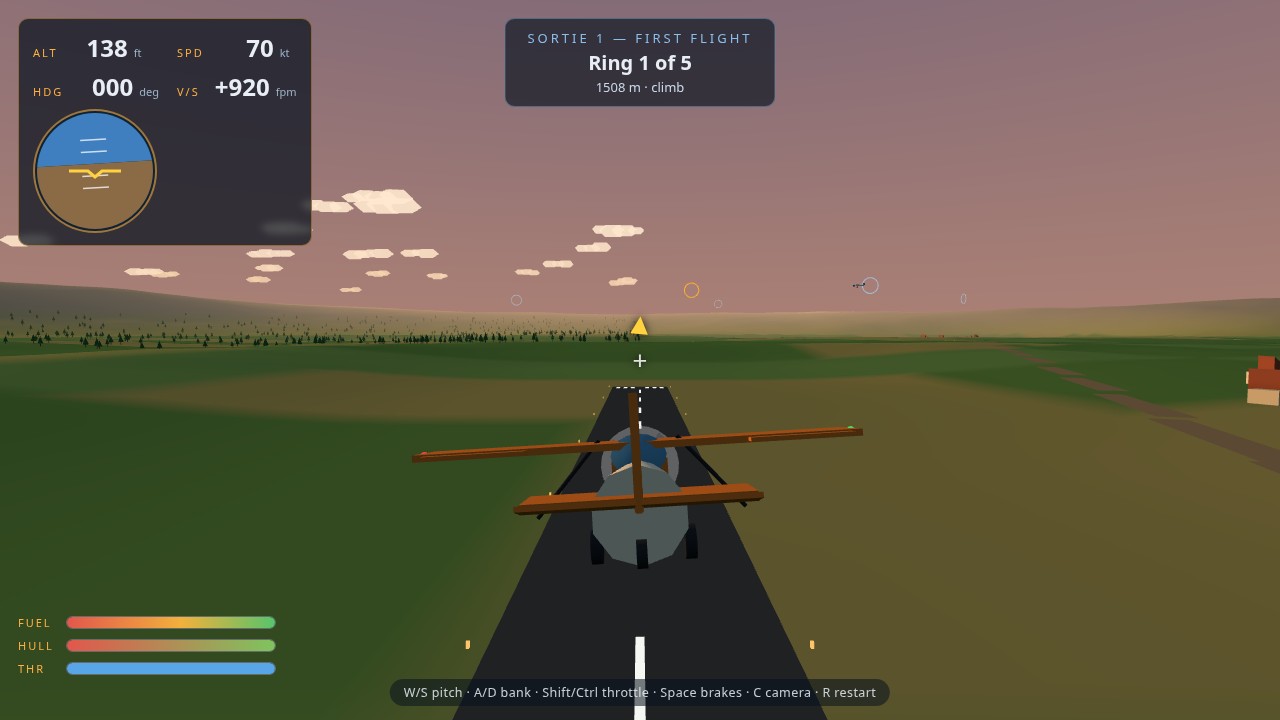 ALT 138 ft SPD 70 kt
HDG 000 deg V/S +920 fpm
SORTIE 1 — FIRST FLIGHT
Ring 1 of 5
1508 m · climb
FUEL
HULL
THR
W/S pitch · A/D bank · Shift/Ctrl throttle · Space brakes · C camera · R restart